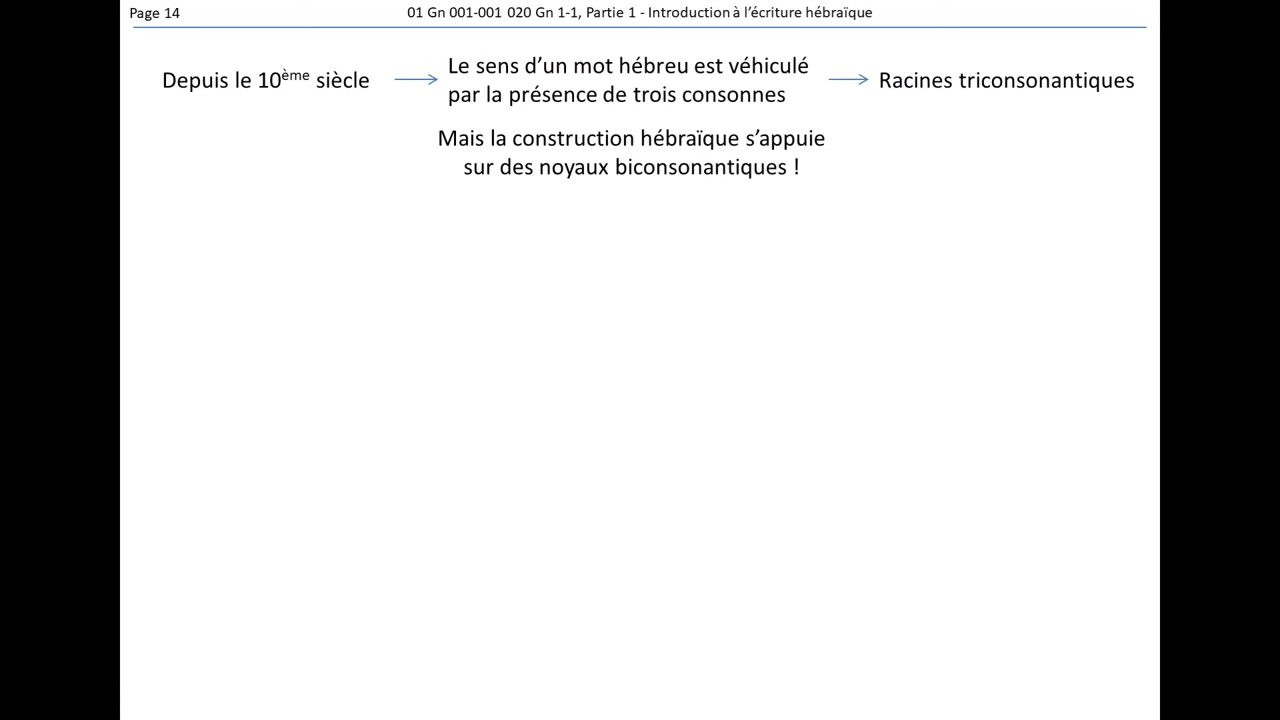 Page 14
01 Gn 001-001 020 Gn 1-1, Partie 1 - Introduction à l’écriture hébraïque
Depuis le 10ème siècle
Le sens d’un mot hébreu est véhiculé
par la présence de trois consonnes
Racines triconsonantiques
Mais la construction hébraïque s’appuie
sur des noyaux biconsonantiques !